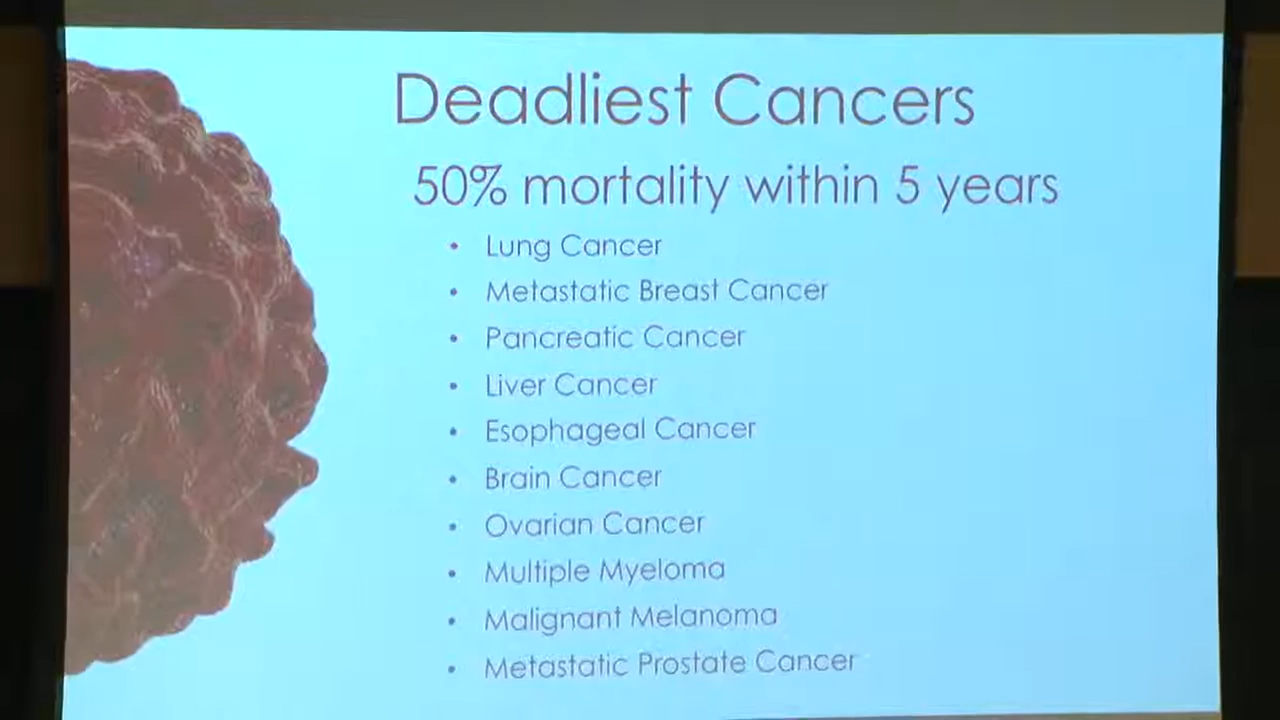 Deadliest Cancers
50% mortality within 5 years
• Lung Cancer
• Metastatic Breast Cancer
• Pancreatic Cancer
• Liver Cancer
• Esophageal Cancer
• Brain Cancer
• Ovarian Cancer
• Multiple Myeloma
• Malignant Melanoma
• Metastatic Prostate Cancer